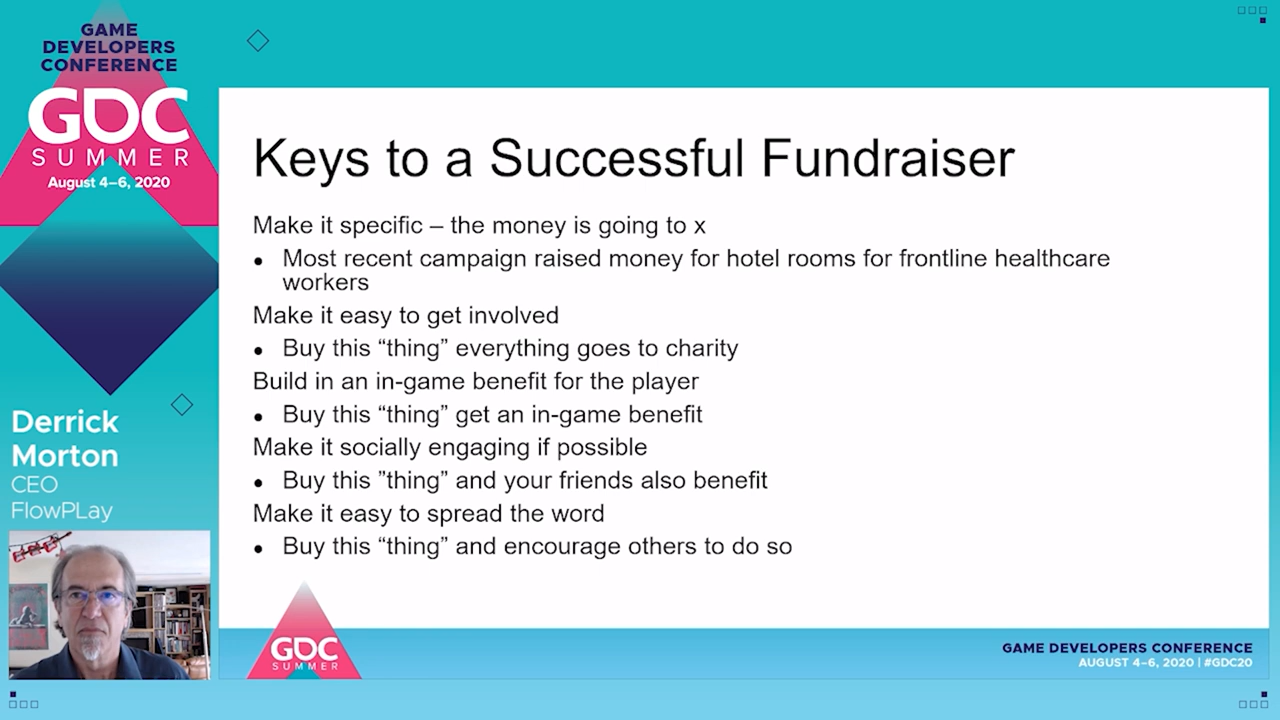 GAME
DEVELOPERS
CONFERENCE
GDC
SUMMER
August 4–6, 2020
Derrick
Morton
CEO
FlowPLay
Keys to a Successful Fundraiser
Make it specific – the money is going to x
• Most recent campaign raised money for hotel rooms for frontline healthcare
workers
Make it easy to get involved
• Buy this “thing” everything goes to charity
Build in an in-game benefit for the player
• Buy this “thing” get an in-game benefit
Make it socially engaging if possible
• Buy this ”thing” and your friends also benefit
Make it easy to spread the word
• Buy this “thing” and encourage others to do so
GDC
SUMMER
GAME DEVELOPERS CONFERENCE
AUGUST 4–6, 2020 | #GDC20